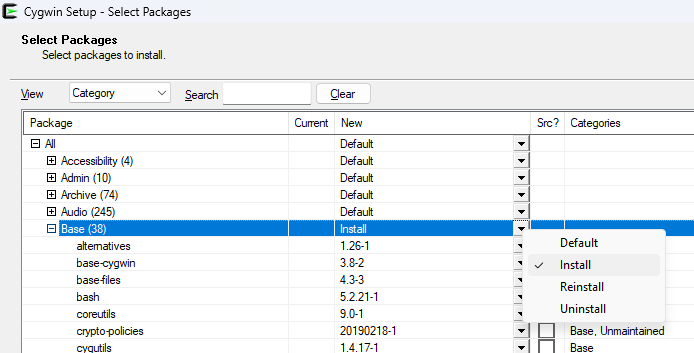 Cygwin Setup - Select Packages
Select Packages
Select packages to install.
View Category Search Clear
Package Current New Src? Categories
All Default
Accessibility (4) Default
Admin (10) Default
Archive (74) Default
Audio (245) Default
Base (38) Install
alternatives 1.26-1 Default
base-cygwin 3.8-2 Install
base-files 4.3-3 Reinstall
bash 5.2.21-1 Uninstall
coreutils 9.0-1
crypto-policies 20190218-1 Base, Unmaintained
cygutils 1.4.17-1 Base